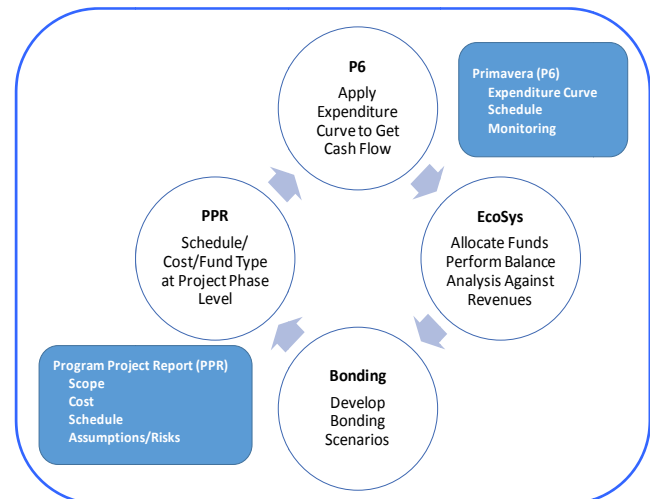 P6
Apply
Expenditure
Curve to Get
Cash Flow
Primavera (P6)
Expenditure Curve
Schedule
Monitoring
PPR
Schedule/
Cost/Fund Type
at Project Phase
Level
EcoSys
Allocate Funds
Perform Balance
Analysis Against
Revenues
Program Project Report (PPR)
Scope
Cost
Schedule
Assumptions/Risks
Bonding
Develop
Bonding
Scenarios